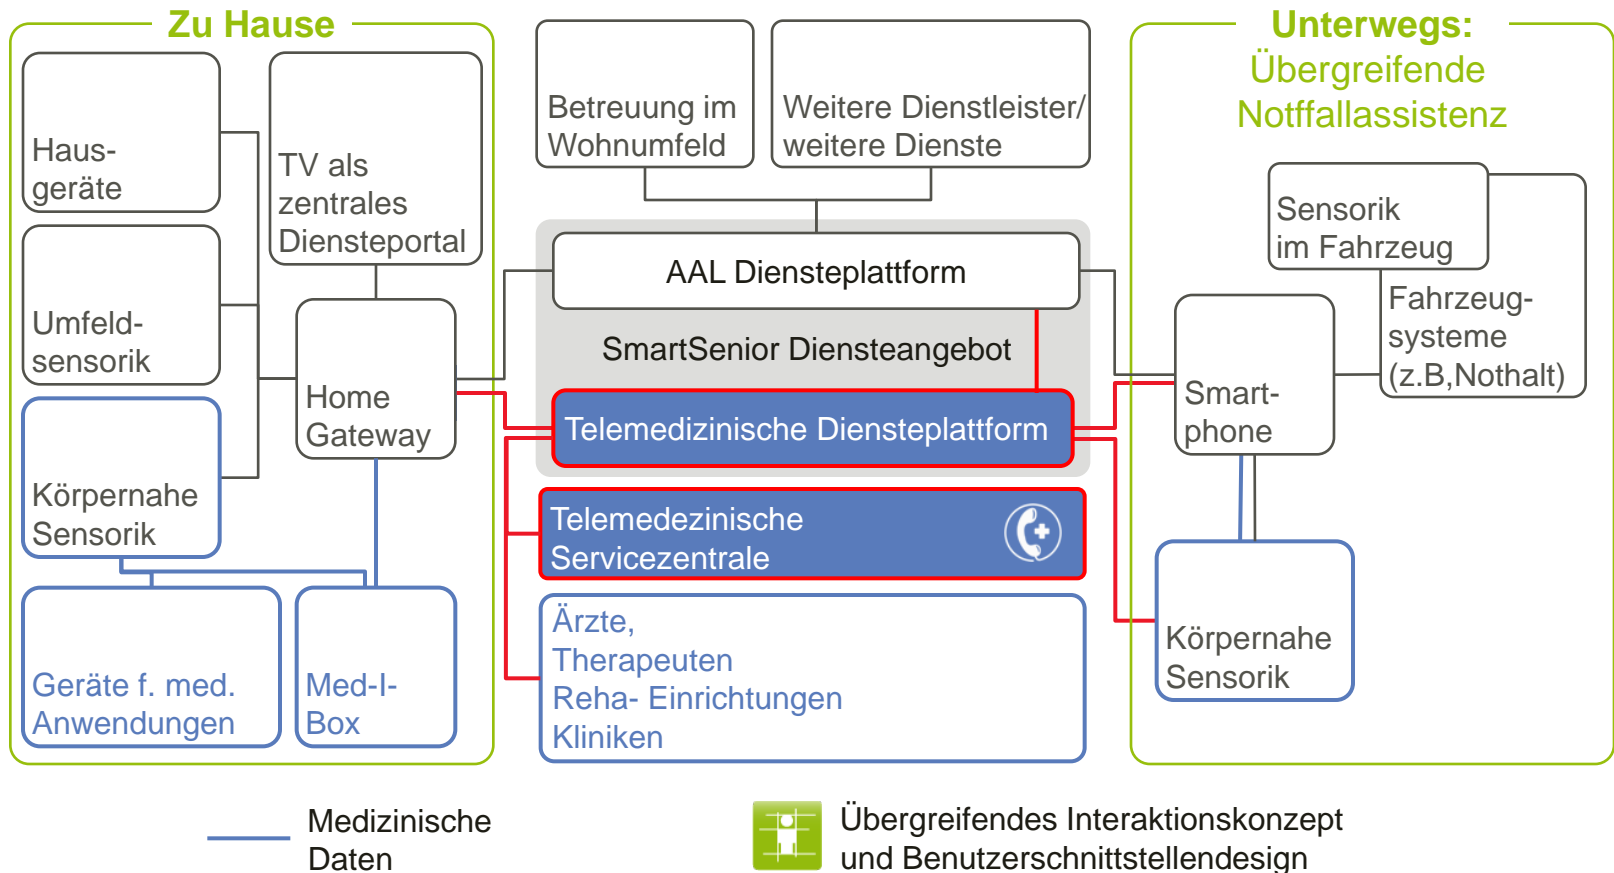 Zu Hause
Haus-
geräte
TV als
zentrales
Diensteportal
Umfeld-
sensorik
Home
Gateway
Körpernahe
Sensorik
Geräte f. med.
Anwendungen
Med-I-
Box
Betreuung im
Wohnumfeld
Weitere Dienstleister/
weitere Dienste
AAL Diensteplattform
SmartSenior Diensteangebot
Telemedizinische Diensteplattform
Telemedezinische
Servicezentrale
Ärzte,
Therapeuten
Reha- Einrichtungen
Kliniken
Unterwegs:
Übergreifende
Notffallassistenz
Sensorik
im Fahrzeug
Fahrzeug-
systeme
(z.B,Nothalt)
Smart-
phone
Körpernahe
Sensorik
Medizinische
Daten
Übergreifendes Interaktionskonzept
und Benutzerschnittstellendesign